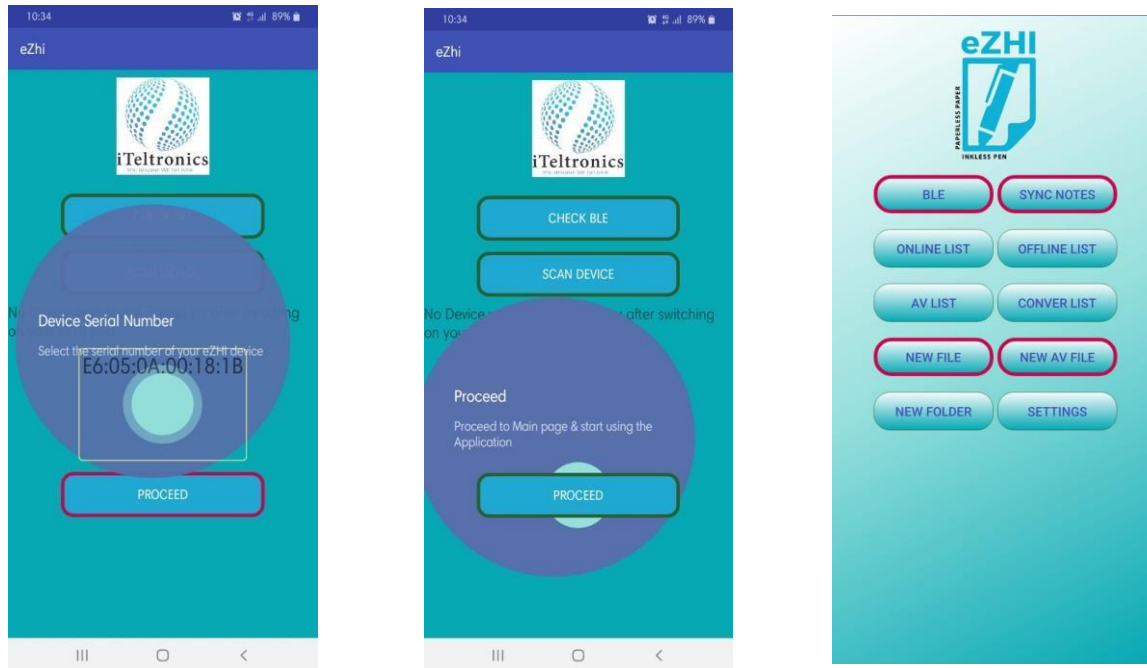 10:34
89%
eZhi
iTeltronics
No
ng
on
Device Serial Number
Select the serial number of your eZHI device
E6:05:0A:00:18:1B
PROCEED
10:34
89%
eZhi
iTeltronics
CHECK BLE
SCAN DEVICE
No Device
after switching
on you
Proceed
Proceed to Main page & start using the
Application
PROCEED
eZHI
PAPERLESS PAPER
INKLESS PEN
BLE
SYNC NOTES
ONLINE LIST
OFFLINE LIST
AV LIST
CONVER LIST
NEW FILE
NEW AV FILE
NEW FOLDER
SETTINGS